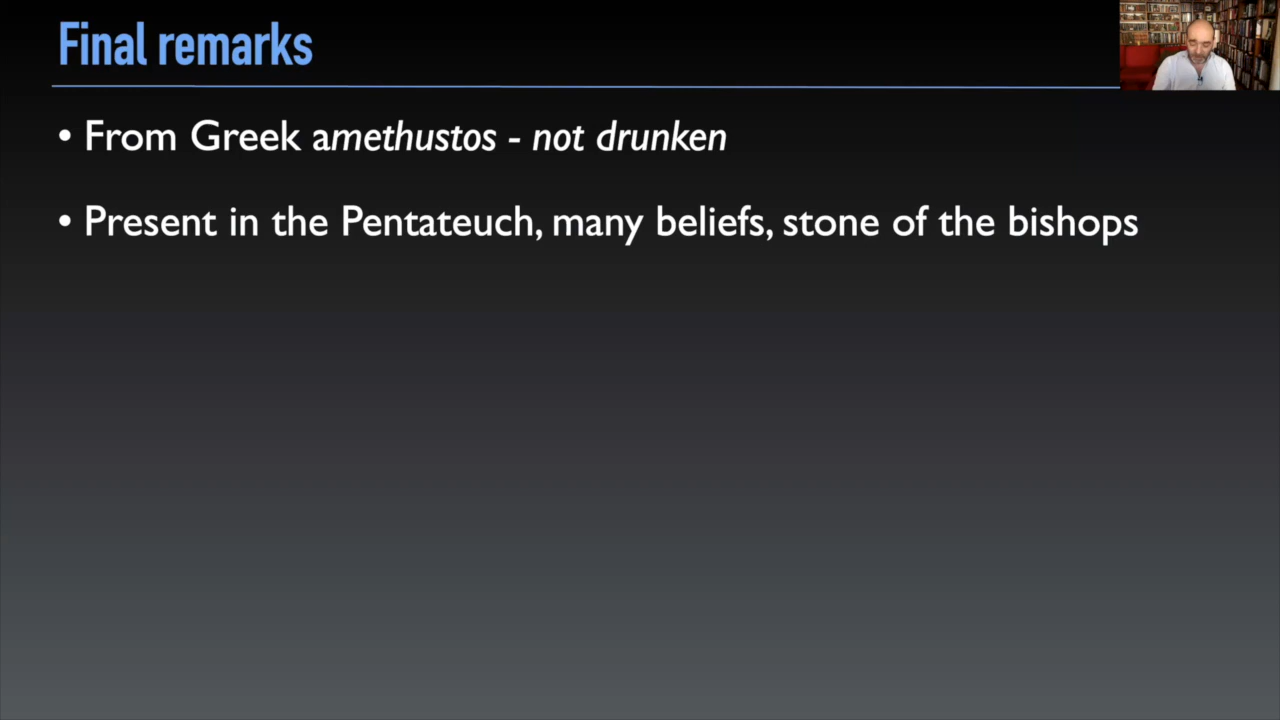 Final remarks
• From Greek amethustos - not drunken
• Present in the Pentateuch, many beliefs, stone of the bishops